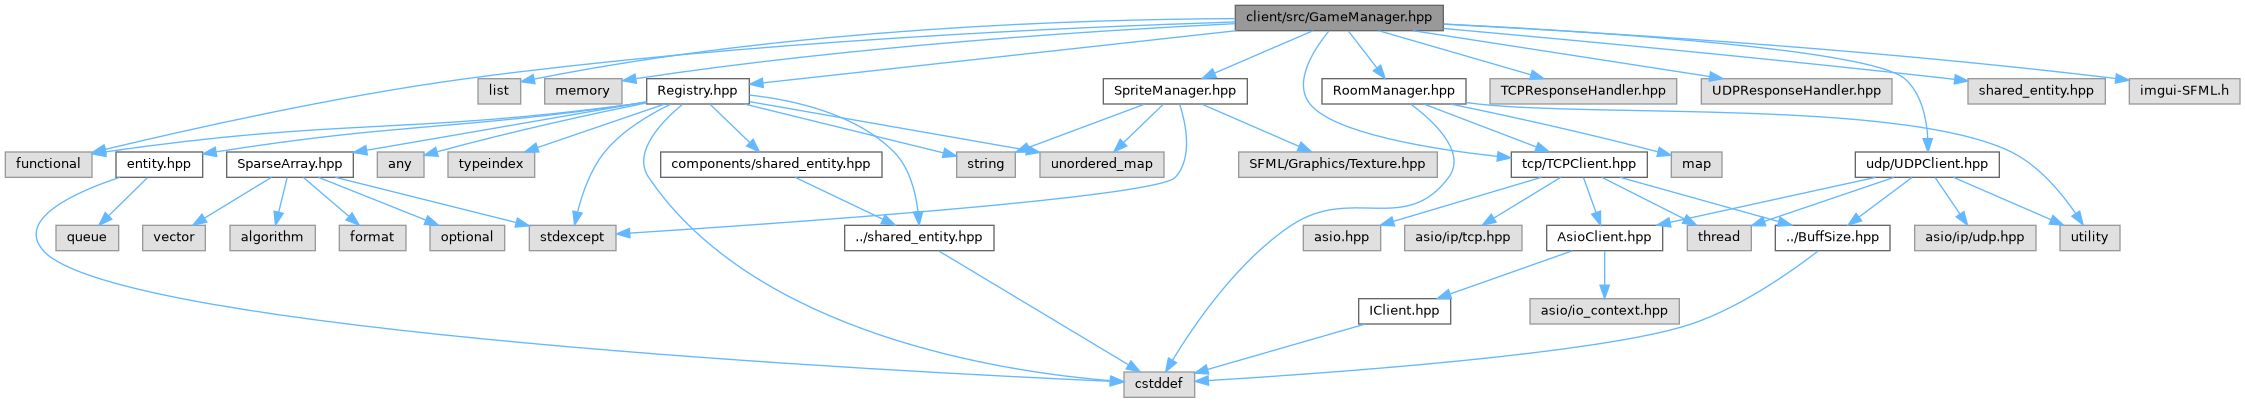 client/src/GameManager.hpp
list
memory
Registry.hpp
SpriteManager.hpp
RoomManager.hpp
TCPResponseHandler.hpp
UDPResponseHandler.hpp
shared_entity.hpp
imgui-SFML.h
functional
entity.hpp
SparseArray.hpp
any
typeindex
components/shared_entity.hpp
string
unordered_map
SFML/Graphics/Texture.hpp
tcp/TCPClient.hpp
map
udp/UDPClient.hpp
queue
vector
algorithm
format
optional
stdexcept
../shared_entity.hpp
asio.hpp
asio/ip/tcp.hpp
AsioClient.hpp
thread
../BuffSize.hpp
asio/ip/udp.hpp
utility
IClient.hpp
asio/io_context.hpp
cstddef